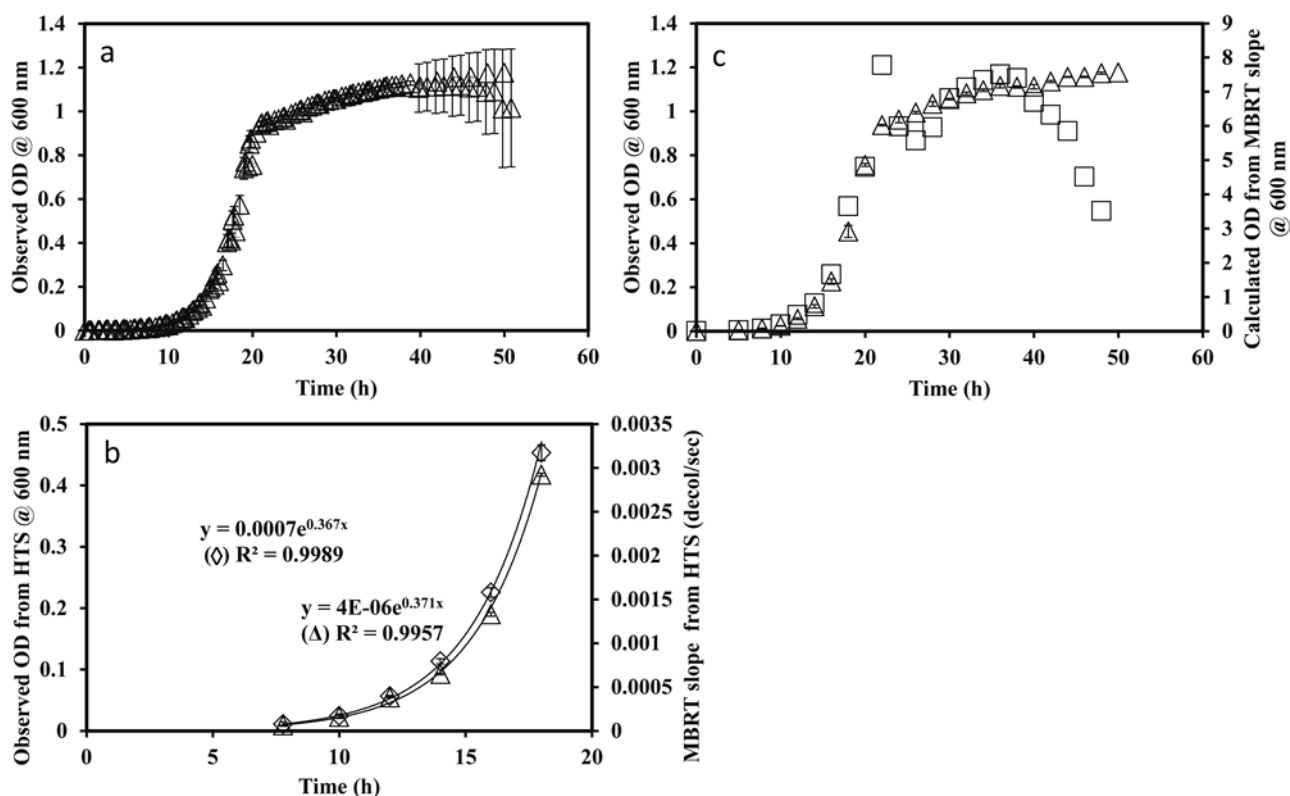 a
Observed OD @ 600 nm
1.4
1.2
1
0.8
0.6
0.4
0.2
0
0 10 20 30 40 50 60
Time (h)
c
Observed OD @ 600 nm
1.4
1.2
1
0.8
0.6
0.4
0.2
0
0 10 20 30 40 50 60
Time (h)
9
8
7
6
5
4
3
2
1
0
Calculated OD from MBRT slope
@ 600 nm
b
Observed OD from HTS @ 600 nm
0.5
0.4
0.3
0.2
0.1
0
y = 0.0007e^0.367x
(◊) R² = 0.9989
y = 4E-06e^0.371x
(Δ) R² = 0.9957
0 5 10 15 20
Time (h)
0.0035
0.003
0.0025
0.002
0.0015
0.001
0.0005
0
MBRT slope from HTS (decol/sec)